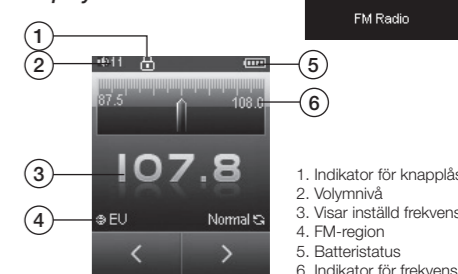 FM Radio
1
2
11
5
87.5
108.0
6
3
107.8
4
EU
Normal
1. Indikator för knapplås
2. Volymnivå
3. Visar inställd frekvens
4. FM-region
5. Batteristatus
6. Indikator för frekvens